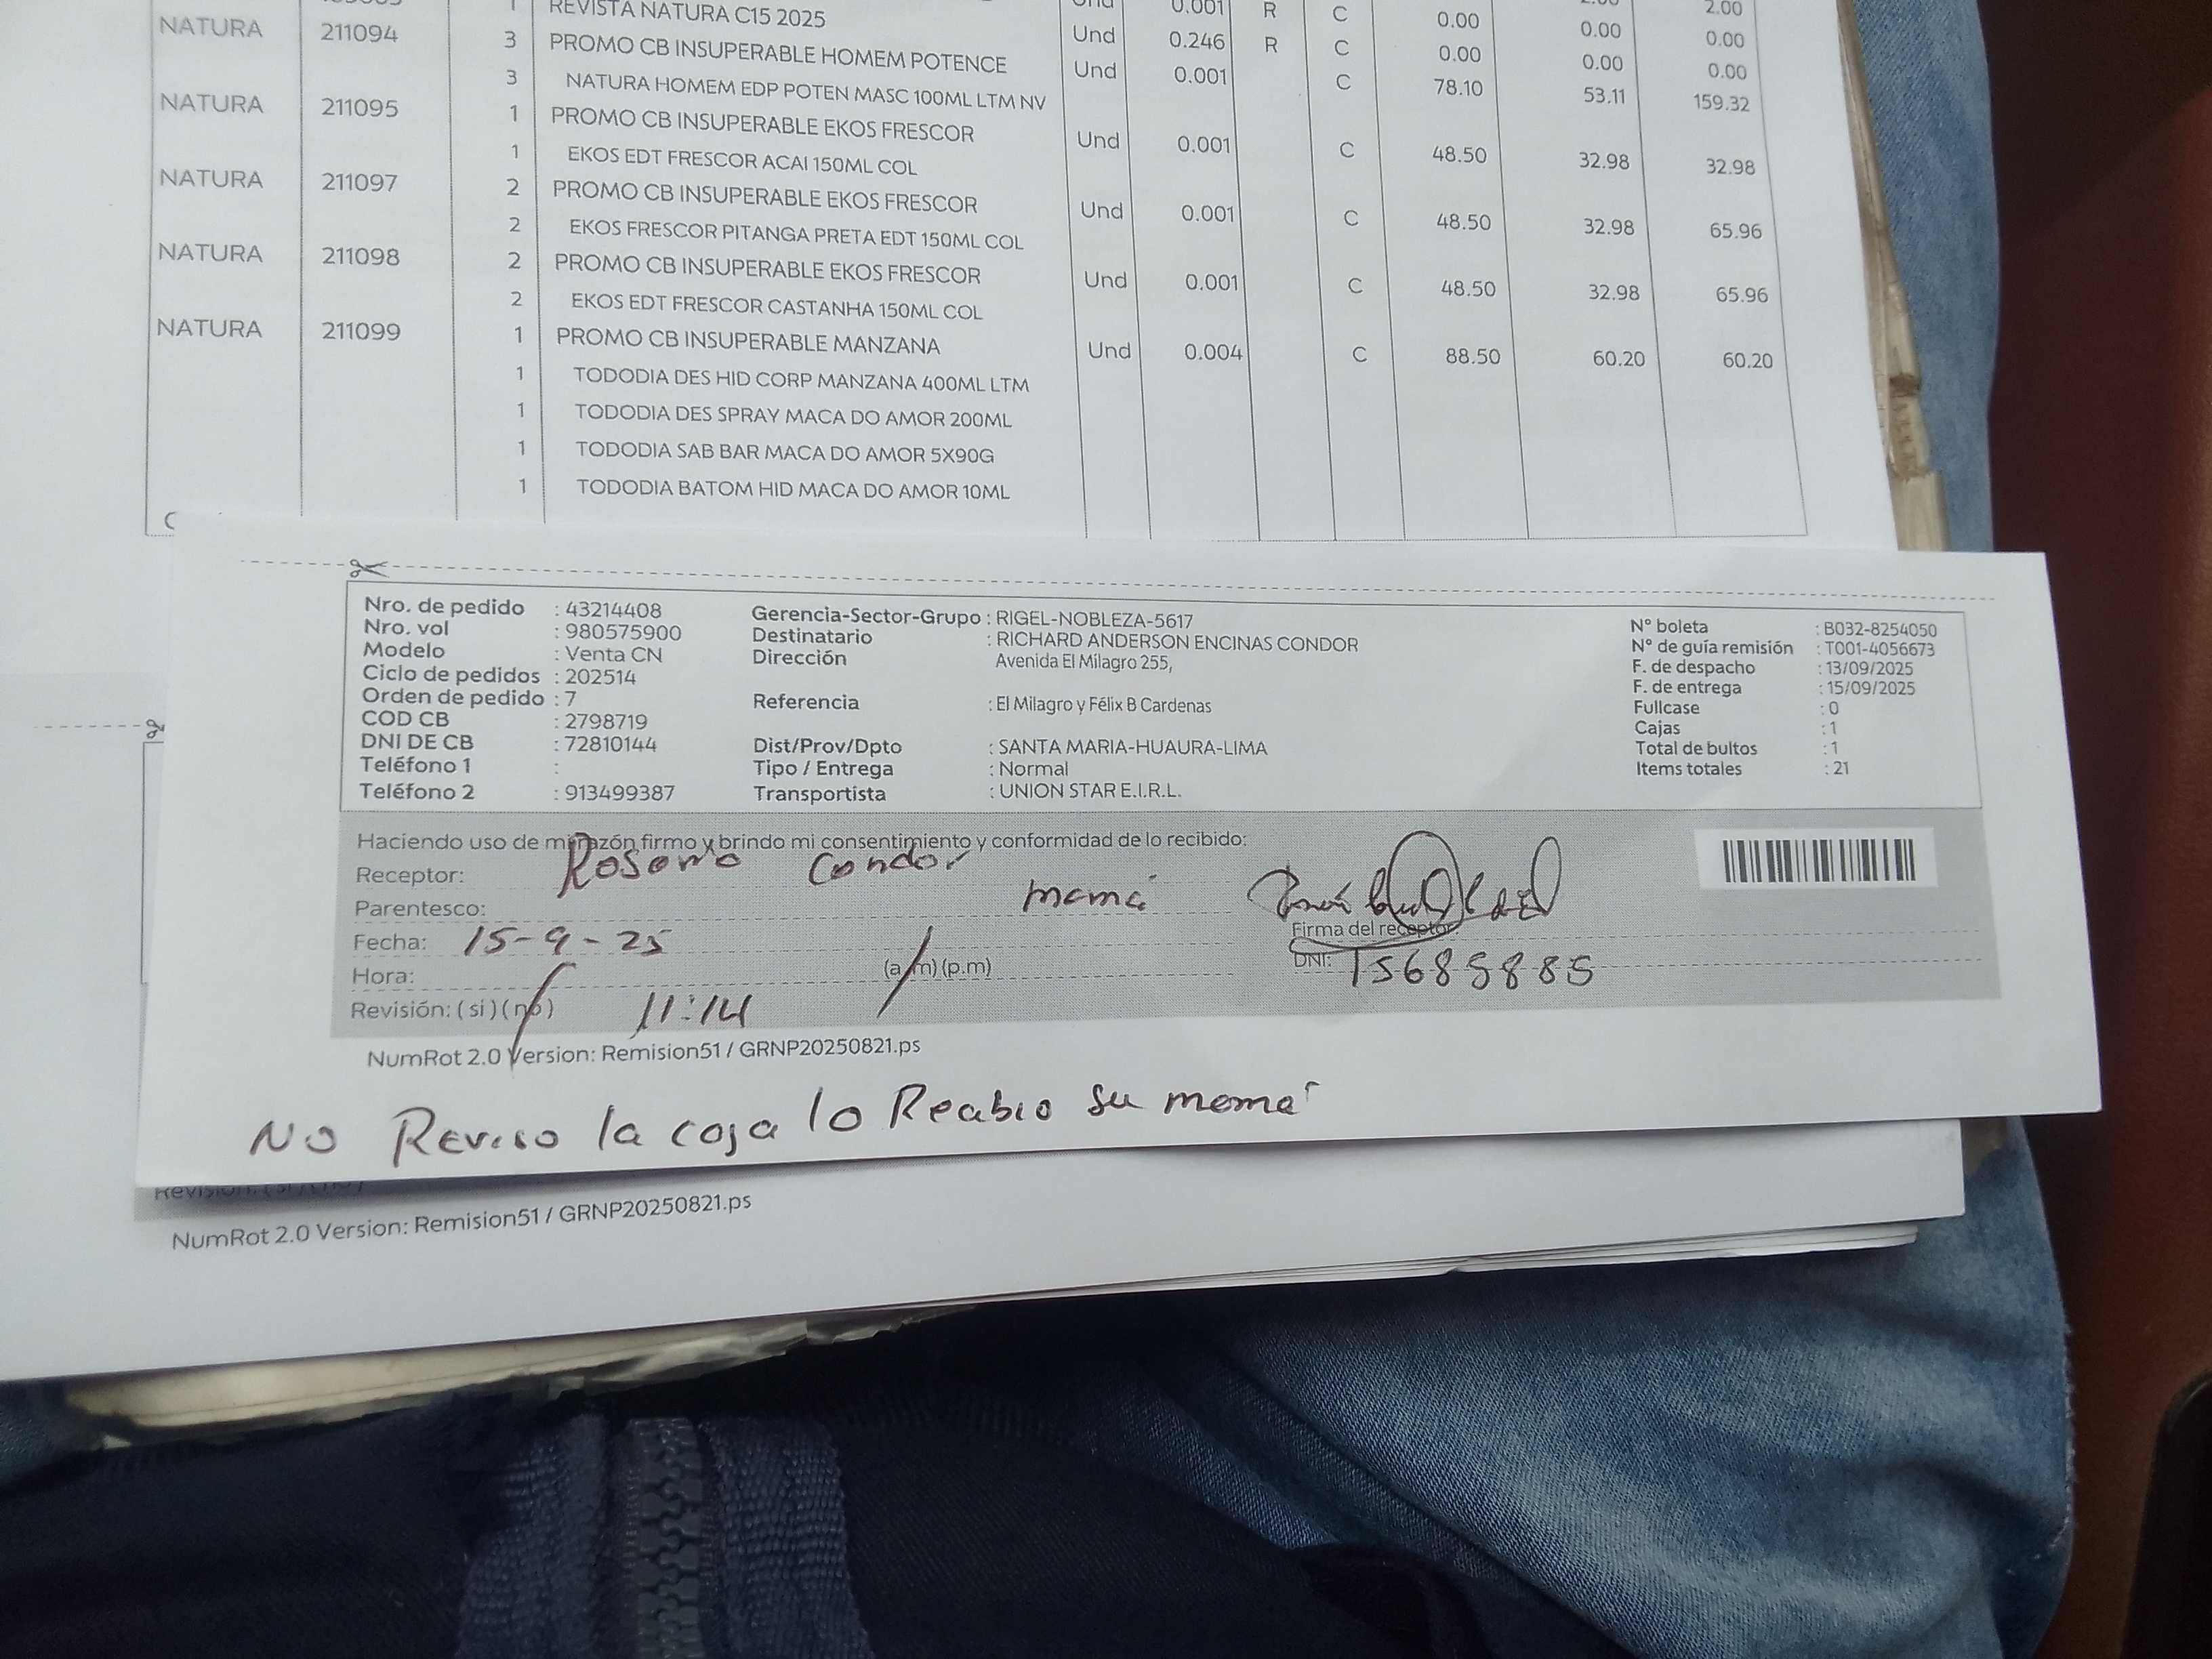 1 REVISTA NATURA C15 2025 Und 0.001 R C 0.00 0.00 2.00
NATURA 211094 3 PROMO CB INSUPERABLE HOMEM POTENCE Und 0.246 R C 0.00 0.00 0.00
3 NATURA HOMEM EDP POTEN MASC 100ML LTM NV Und 0.001 C 78.10 53.11 159.32
NATURA 211095 1 PROMO CB INSUPERABLE EKOS FRESCOR Und 0.001 C 48.50 32.98 32.98
1 EKOS EDT FRESCOR ACAI 150ML COL
NATURA 211097 2 PROMO CB INSUPERABLE EKOS FRESCOR Und 0.001 C 48.50 32.98 65.96
2 EKOS FRESCOR PITANGA PRETA EDT 150ML COL
NATURA 211098 2 PROMO CB INSUPERABLE EKOS FRESCOR Und 0.001 C 48.50 32.98 65.96
2 EKOS EDT FRESCOR CASTANHA 150ML COL
NATURA 211099 1 PROMO CB INSUPERABLE MANZANA Und 0.004 C 88.50 60.20 60.20
1 TODODIA DES HID CORP MANZANA 400ML LTM
1 TODODIA DES SPRAY MACA DO AMOR 200ML
1 TODODIA SAB BAR MACA DO AMOR 5X90G
1 TODODIA BATOM HID MACA DO AMOR 10ML
Nro. de pedido : 43214408 Gerencia-Sector-Grupo : RIGEL-NOBLEZA-5617 N° boleta : B032-8254050
Nro. vol : 980575900 Destinatario : RICHARD ANDERSON ENCINAS CONDOR N° de guía remisión : T001-4056673
Modelo : Venta CN Dirección Avenida El Milagro 255, F. de despacho : 13/09/2025
Ciclo de pedidos : 202514 F. de entrega : 15/09/2025
Orden de pedido : 7 Referencia : El Milagro y Félix B Cardenas Fullcase : 0
COD CB : 2798719 Cajas : 1
DNI DE CB : 72810144 Dist/Prov/Dpto : SANTA MARIA-HUAURA-LIMA Total de bultos : 1
Teléfono 1 : Tipo / Entrega : Normal Items totales : 21
Teléfono 2 : 913499387 Transportista : UNION STAR E.I.R.L.
Haciendo uso de mi razón firmo y brindo mi consentimiento y conformidad de lo recibido:
Receptor: Rosario Condor
Parentesco: mamá
Firma del receptor
Fecha: 15-9-25
DNI: 15685885
Hora: (a.m) (p.m)
Revisión: ( si ) ( no ) 11:14
NumRot 2.0 Version: Remision51 / GRNP20250821.ps
No Reviso la caja lo Reabio su mamá
NumRot 2.0 Version: Remision51 / GRNP20250821.ps